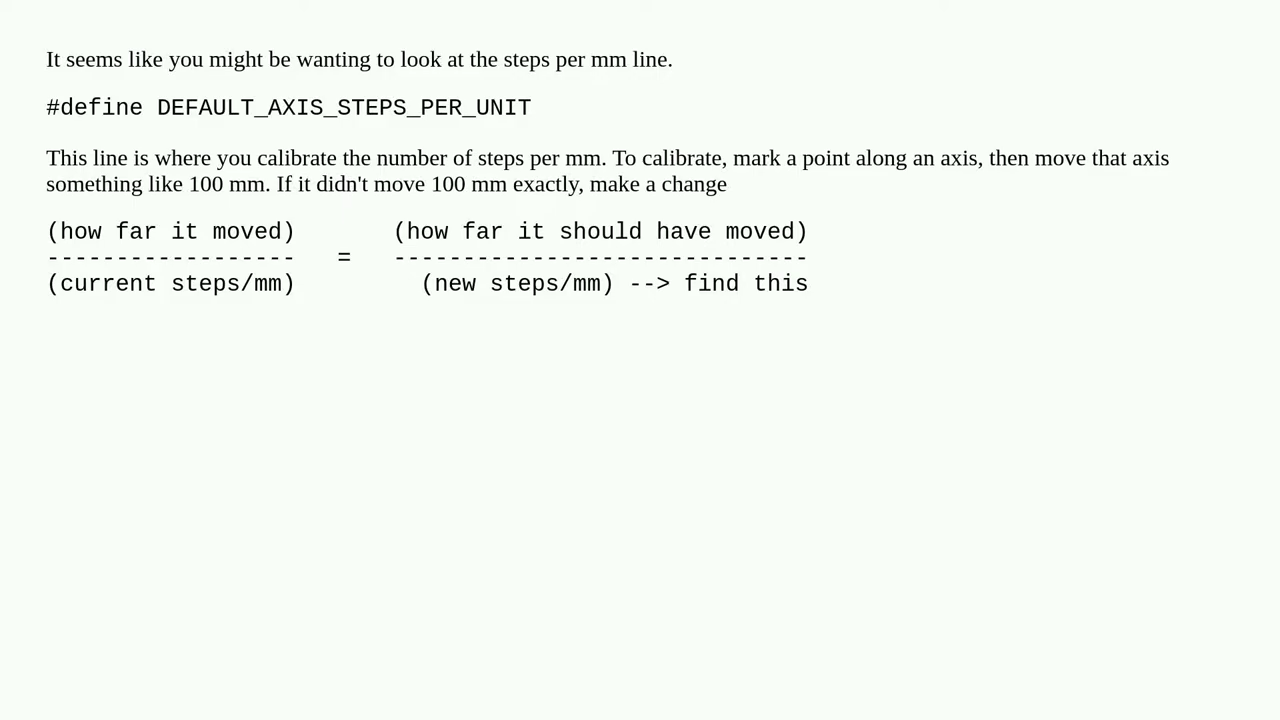 It seems like you might be wanting to look at the steps per mm line.
#define DEFAULT_AXIS_STEPS_PER_UNIT
This line is where you calibrate the number of steps per mm. To calibrate, mark a point along an axis, then move that axis
something like 100 mm. If it didn't move 100 mm exactly, make a change
(how far it moved)       (how far it should have moved)
------------------   =   ------------------------------
(current steps/mm)         (new steps/mm) --> find this